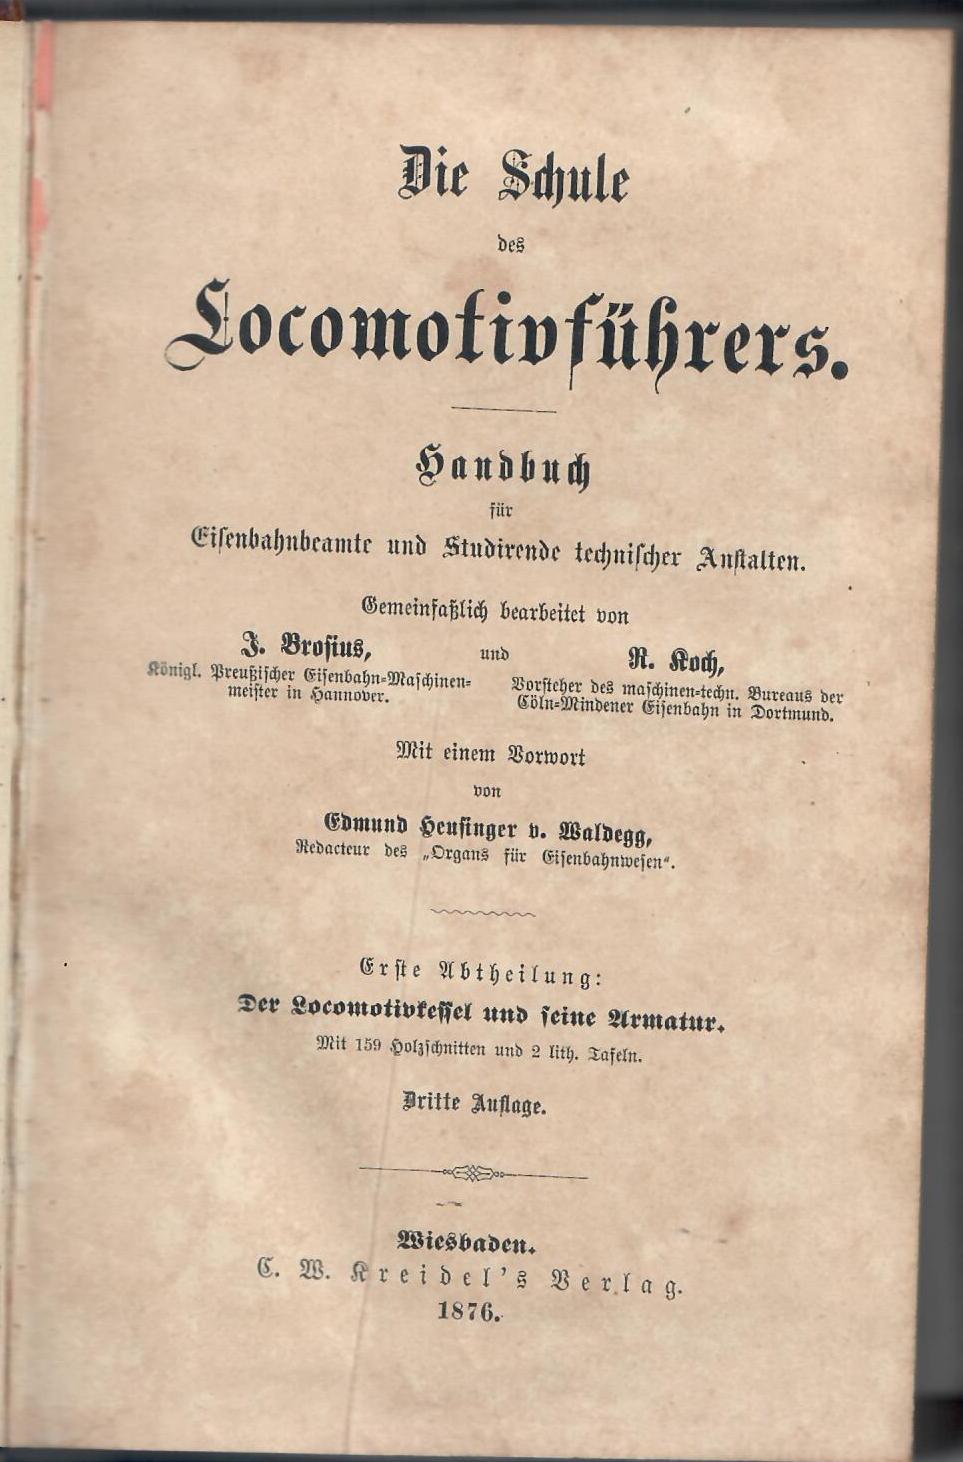 Die Schule
des
Locomotivführers.
Handbuch
für
Eisenbahnbeamte und Studirende technischer Anstalten.
Gemeinfaßlich bearbeitet von
J. Brosius,
Königl. Preußischer Eisenbahn-Maschinen-
meister in Hannover.
und
R. Koch,
Vorsteher des maschinen-techn. Bureaus der
Cöln-Mindener Eisenbahn in Dortmund.
Mit einem Vorwort
von
Edmund Heusinger v. Waldegg,
Redacteur des „Organs für Eisenbahnwesen“.
Erste Abtheilung:
Der Locomotivkessel und seine Armatur.
Mit 159 Holzschnitten und 2 lith. Tafeln.
Dritte Auflage.
Wiesbaden.
C. W. Kreidel's Verlag.
1876.